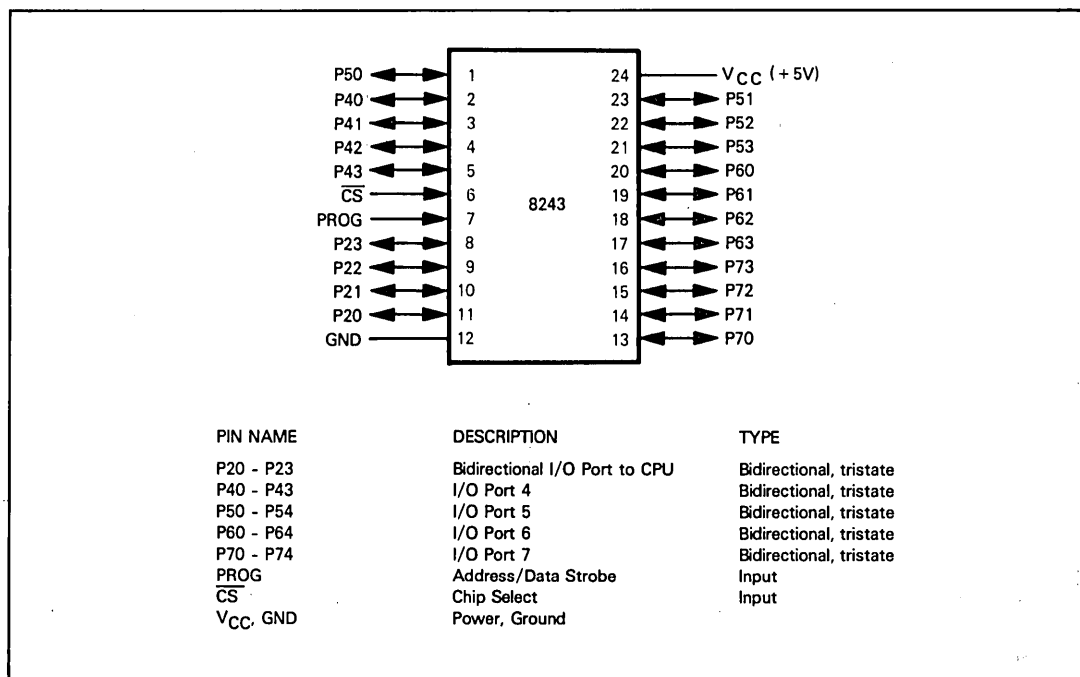 P50 1 24 VCC (+5V)
P40 2 23 P51
P41 3 22 P52
P42 4 21 P53
P43 5 20 P60
CS 6 19 P61
8243
PROG 7 18 P62
P23 8 17 P63
P22 9 16 P73
P21 10 15 P72
P20 11 14 P71
GND 12 13 P70
PIN NAME DESCRIPTION TYPE
P20 - P23 Bidirectional I/O Port to CPU Bidirectional, tristate
P40 - P43 I/O Port 4 Bidirectional, tristate
P50 - P54 I/O Port 5 Bidirectional, tristate
P60 - P64 I/O Port 6 Bidirectional, tristate
P70 - P74 I/O Port 7 Bidirectional, tristate
PROG Address/Data Strobe Input
CS Chip Select Input
VCC, GND Power, Ground